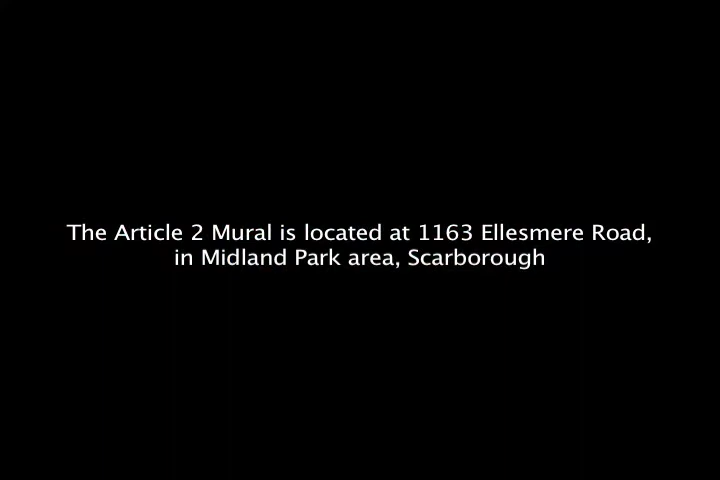 The Article 2 Mural is located at 1163 Ellesmere Road,
in Midland Park area, Scarborough